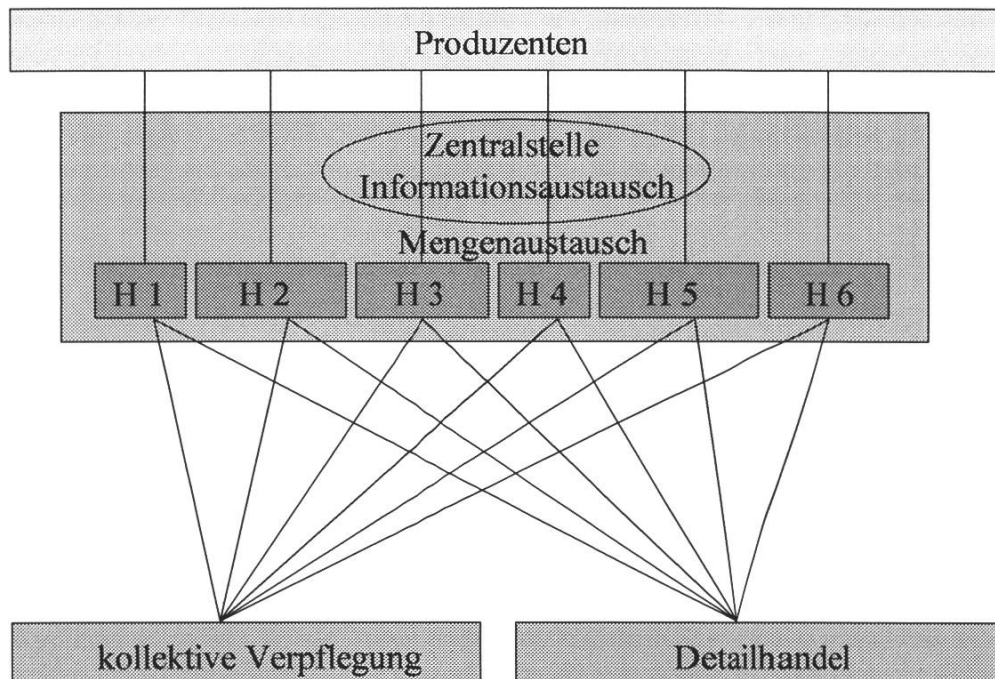 Produzenten
Zentralstelle
Informationsaustausch
Mengenaustausch
H 1 H 2 H 3 H 4 H 5 H 6
kollektive Verpflegung Detailhandel